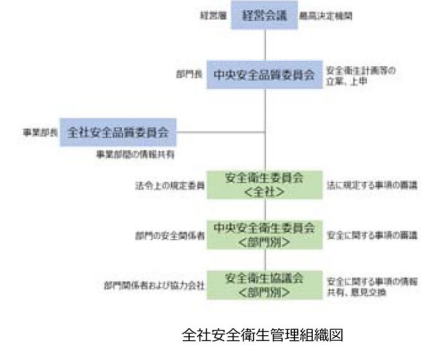 経営層 経営会議 最高決定機関
部門長 中央安全品質委員会 安全衛生計画等の
立案、上申
事業部長 全社安全品質委員会
事業部間の情報共有
法令上の規定委員 安全衛生委員会
<全社> 法に規定する事項の審議
部門の安全関係者 中央安全衛生委員会
<部門別> 安全に関する事項の審議
部門関係者および協力会社 安全衛生協議会
<部門別> 安全に関する事項の情報
共有、意見交換
全社安全衛生管理組織図